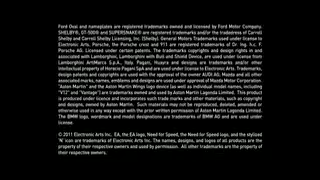 Ford Oval and nameplates are registered trademarks owned and licensed by Ford Motor Company.
SHELBY®, GT-500® and SUPERSNAKE® are registered trademarks and/or the tradedress of Carroll
Shelby and Carroll Shelby Licensing, Inc. (Shelby). General Motors Trademarks used under license to
Electronic Arts. Porsche, the Porsche crest and 911 are registered trademarks of Dr. Ing. h.c. F.
Porsche AG. Licensed under certain patents. The trademarks copyrights and design rights in and
associated with Lamborghini, Lamborghini with Bull and Shield Device, are used under license from
Lamborghini ArtiMarca S.p.A., Italy. Pagani, Huayra and designs are trademarks and/or other
intellectual property of Horacio Pagani SpA and are used under license to Electronic Arts. Trademarks,
design patents and copyrights are used with the approval of the owner AUDI AG. Mazda and all other
associated marks, names, emblems and designs are used under approval of Mazda Motor Corporation.
"Aston Martin" and the Aston Martin Wings logo device (as well as individual model names, including
"V12" and "Vantage") are trademarks owned and used by Aston Martin Lagonda Limited. This product
is produced under licence and incorporates such trade marks and other materials, such as copyright
and designs, owned by Aston Martin. Such materials may not be reproduced, deleted, amended or
otherwise used in any way except with the prior written permission of Aston Martin Lagonda Limited.
The BMW logo, wordmark and model designations are trademarks of BMW AG and are used under
license.
© 2011 Electronic Arts Inc. EA, the EA logo, Need for Speed, the Need for Speed logo, and the stylized
'N' icon are trademarks of Electronic Arts Inc. The names, designs, and logos of all products are the
property of their respective owners and used by permission. All other trademarks are the property of
their respective owners.